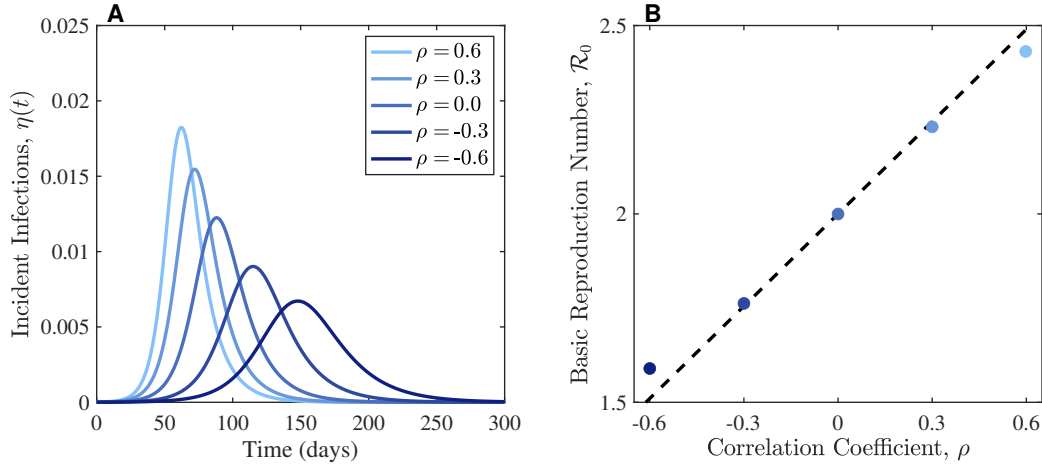 A
0.025
0.02
0.015
0.01
0.005
0
0 50 100 150 200 250 300
Time (days)
Incident Infections, η(t)
ρ = 0.6
ρ = 0.3
ρ = 0.0
ρ = -0.3
ρ = -0.6
B
2.5
2
1.5
-0.6 -0.3 0 0.3 0.6
Correlation Coefficient, ρ
Basic Reproduction Number, ℛ₀